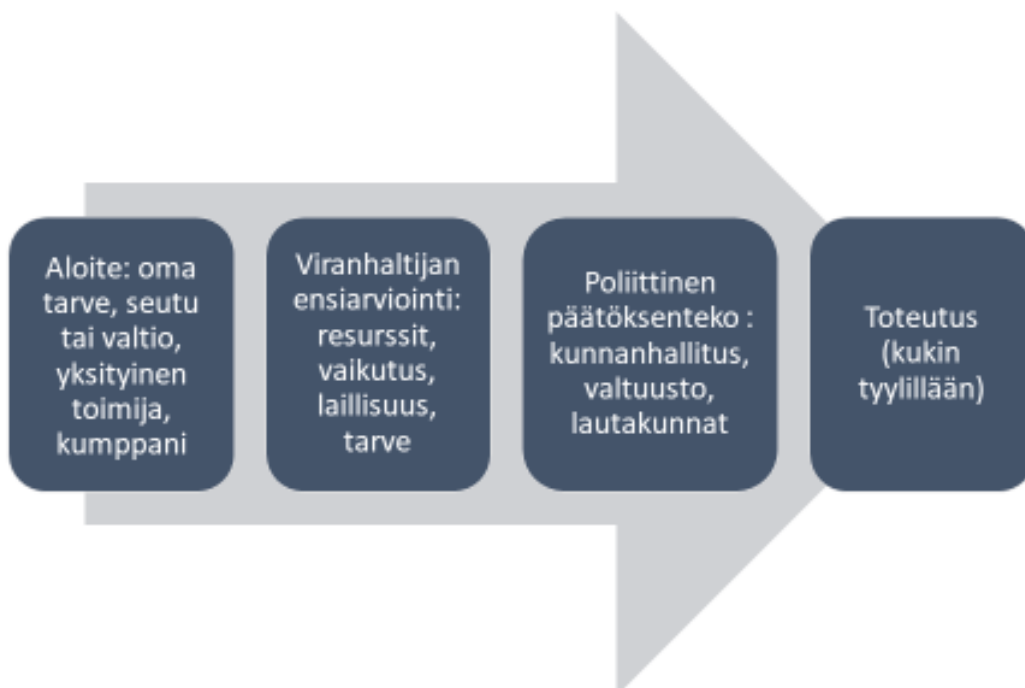 Aloite: oma
tarve, seutu
tai valtio,
yksityinen
toimija,
kumppani
Viranhaltijan
ensiarviointi:
resurssit,
vaikutus,
laillisuus,
tarve
Poliittinen
päätöksenteko :
kunnanhallitus,
valtuusto,
lautakunnat
Toteutus
(kukin
tyylillään)